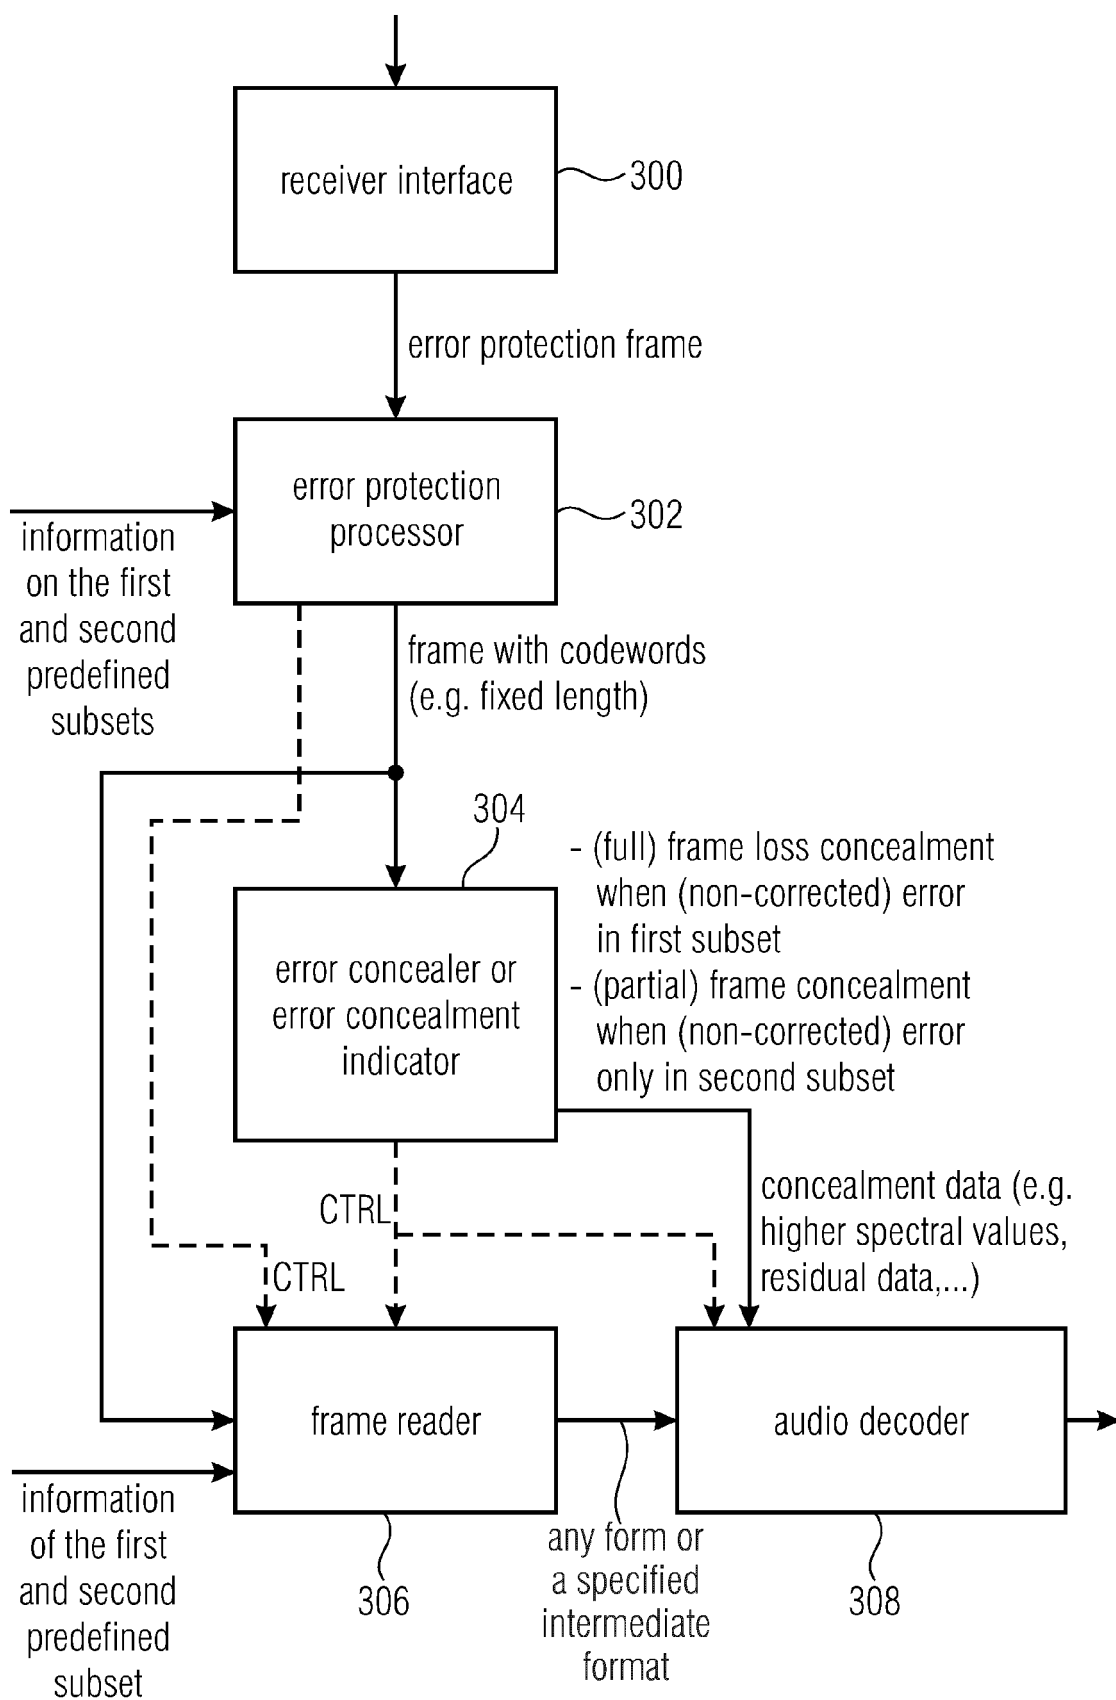 receiver interface
300
error protection frame
error protection
processor
302
information
on the first
and second
predefined
subsets
frame with codewords
(e.g. fixed length)
304
- (full) frame loss concealment
when (non-corrected) error
in first subset
- (partial) frame concealment
when (non-corrected) error
only in second subset
error concealer or
error concealment
indicator
CTRL
CTRL
concealment data (e.g.
higher spectral values,
residual data,...)
frame reader
audio decoder
information
of the first
and second
predefined
subset
306
any form or
a specified
intermediate
format
308